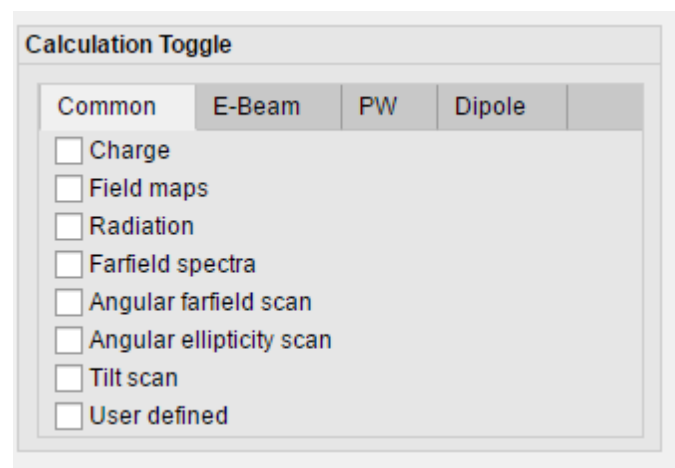 Calculation Toggle
Common E-Beam PW Dipole
Charge
Field maps
Radiation
Farfield spectra
Angular farfield scan
Angular ellipticity scan
Tilt scan
User defined